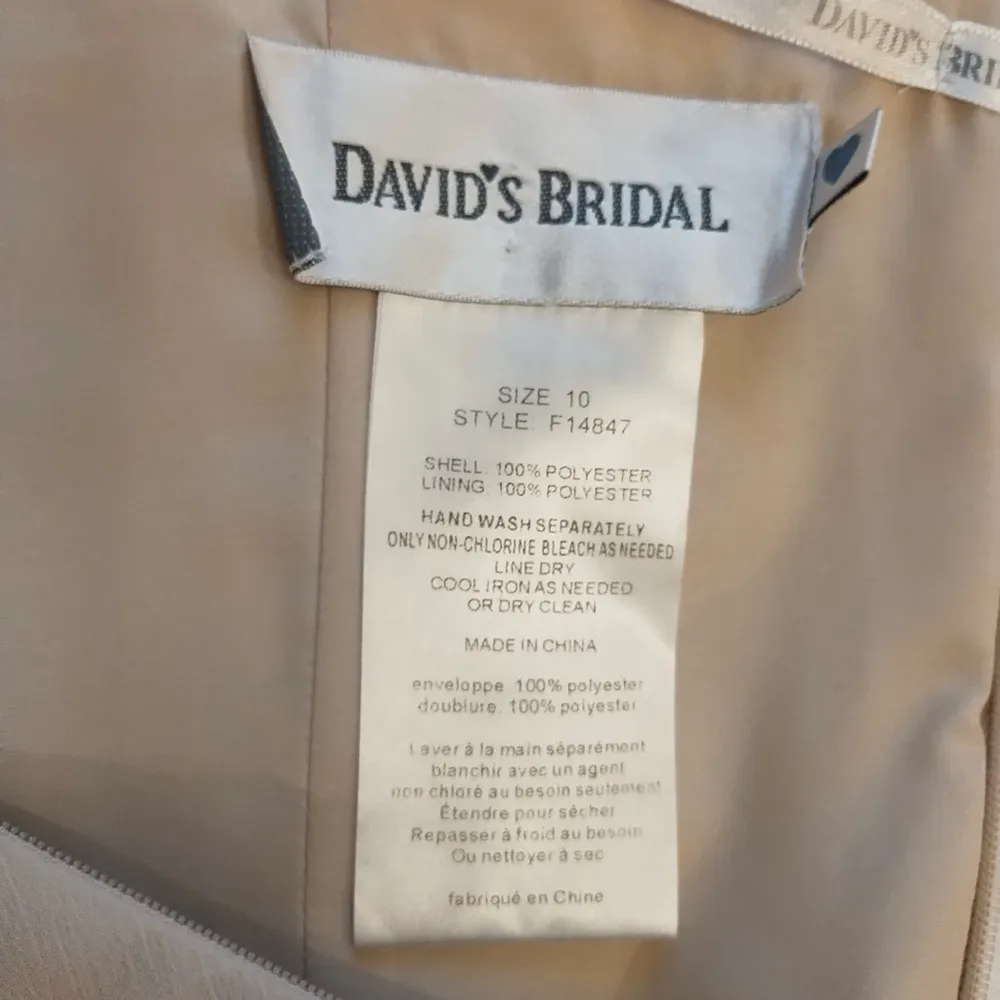 DAVID'S BRI
DAVID'S BRIDAL
SIZE 10
STYLE: F14847
SHELL: 100% POLYESTER
LINING: 100% POLYESTER
HAND WASH SEPARATELY
ONLY NON-CHLORINE BLEACH AS NEEDED
LINE DRY
COOL IRON AS NEEDED
OR DRY CLEAN
MADE IN CHINA
enveloppe: 100% polyester
doublure: 100% polyester
Laver à la main séparément
blanchir avec un agent
non chloré au besoin seulement
Étendre pour sécher
Repasser à froid au besoin
Ou nettoyer à sec
fabriqué en Chine